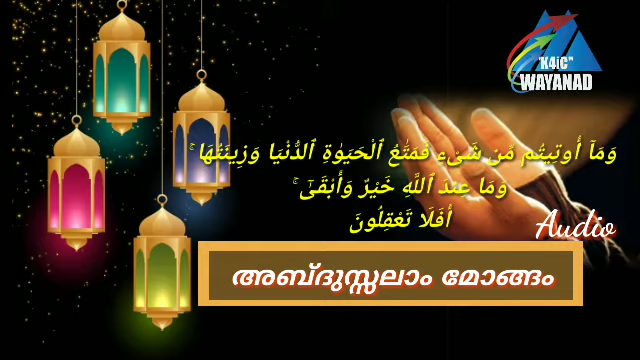 "K4iC"
WAYANAD
وَمَآ أُوتِيتُم مِّن شَىْءٍ فَمَتَٰعُ ٱلْحَيَوٰةِ ٱلدُّنْيَا وَزِينَتُهَا ۚ
وَمَا عِندَ ٱللَّهِ خَيْرٌ وَأَبْقَىٰٓ ۚ
أَفَلَا تَعْقِلُونَ
Audio
അബ്ദുസ്സലാം മോങ്ങം